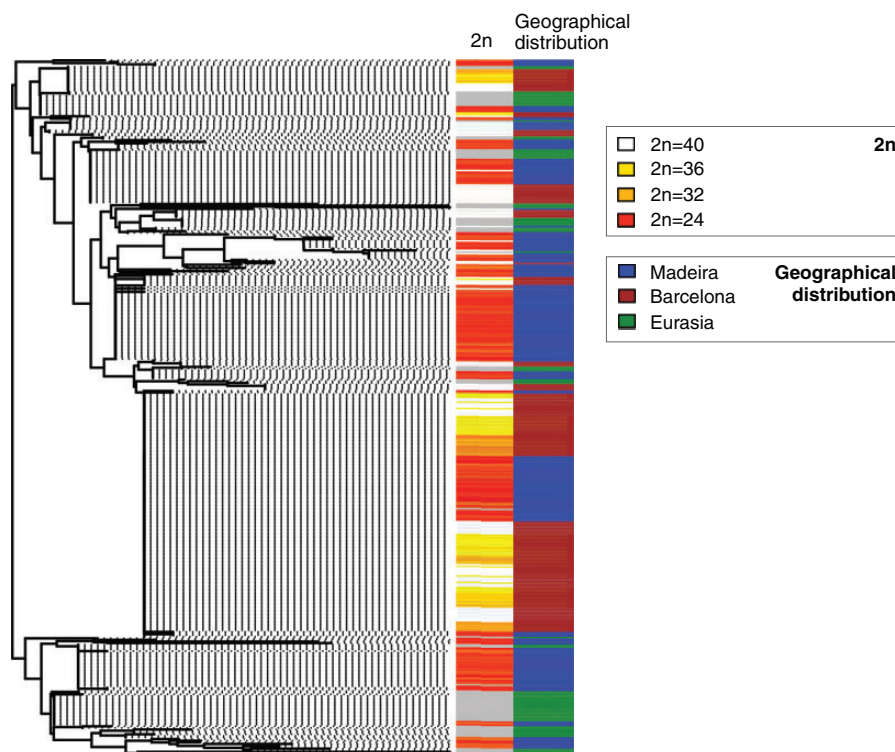 Geographical
2n distribution
2n=40 2n
2n=36
2n=32
2n=24
Madeira Geographical
Barcelona distribution
Eurasia